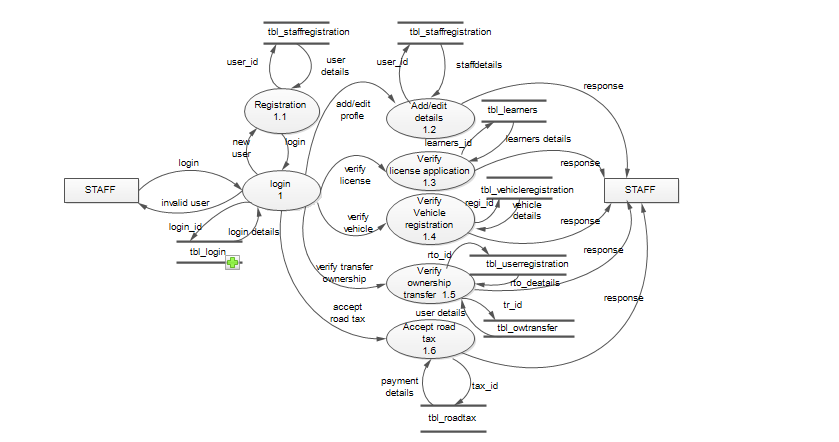 tbl_staffregistration
tbl_staffregistration
user_id
user
details
user_id
staffdetails
response
Registration
1.1
add/edit
profle
Add/edit
details
1.2
tbl_learners
new
user
login
learners_id
learners details
login
verify
license
Verify
license application
1.3
response
STAFF
login
1
tbl_vehicleregistration
STAFF
invalid user
regi_id
vehicle
details
verify
vehicle
Verify
Vehicle
registration
1.4
response
login_id
login details
tbl_login
rto_id
response
verify transfer
ownership
Verify
ownership
transfer 1.5
tbl_userregistration
rto_deatails
response
accept
road tax
user details
tr_id
Accept road
tax
1.6
tbl_owtransfer
payment
details
tax_id
tbl_roadtax